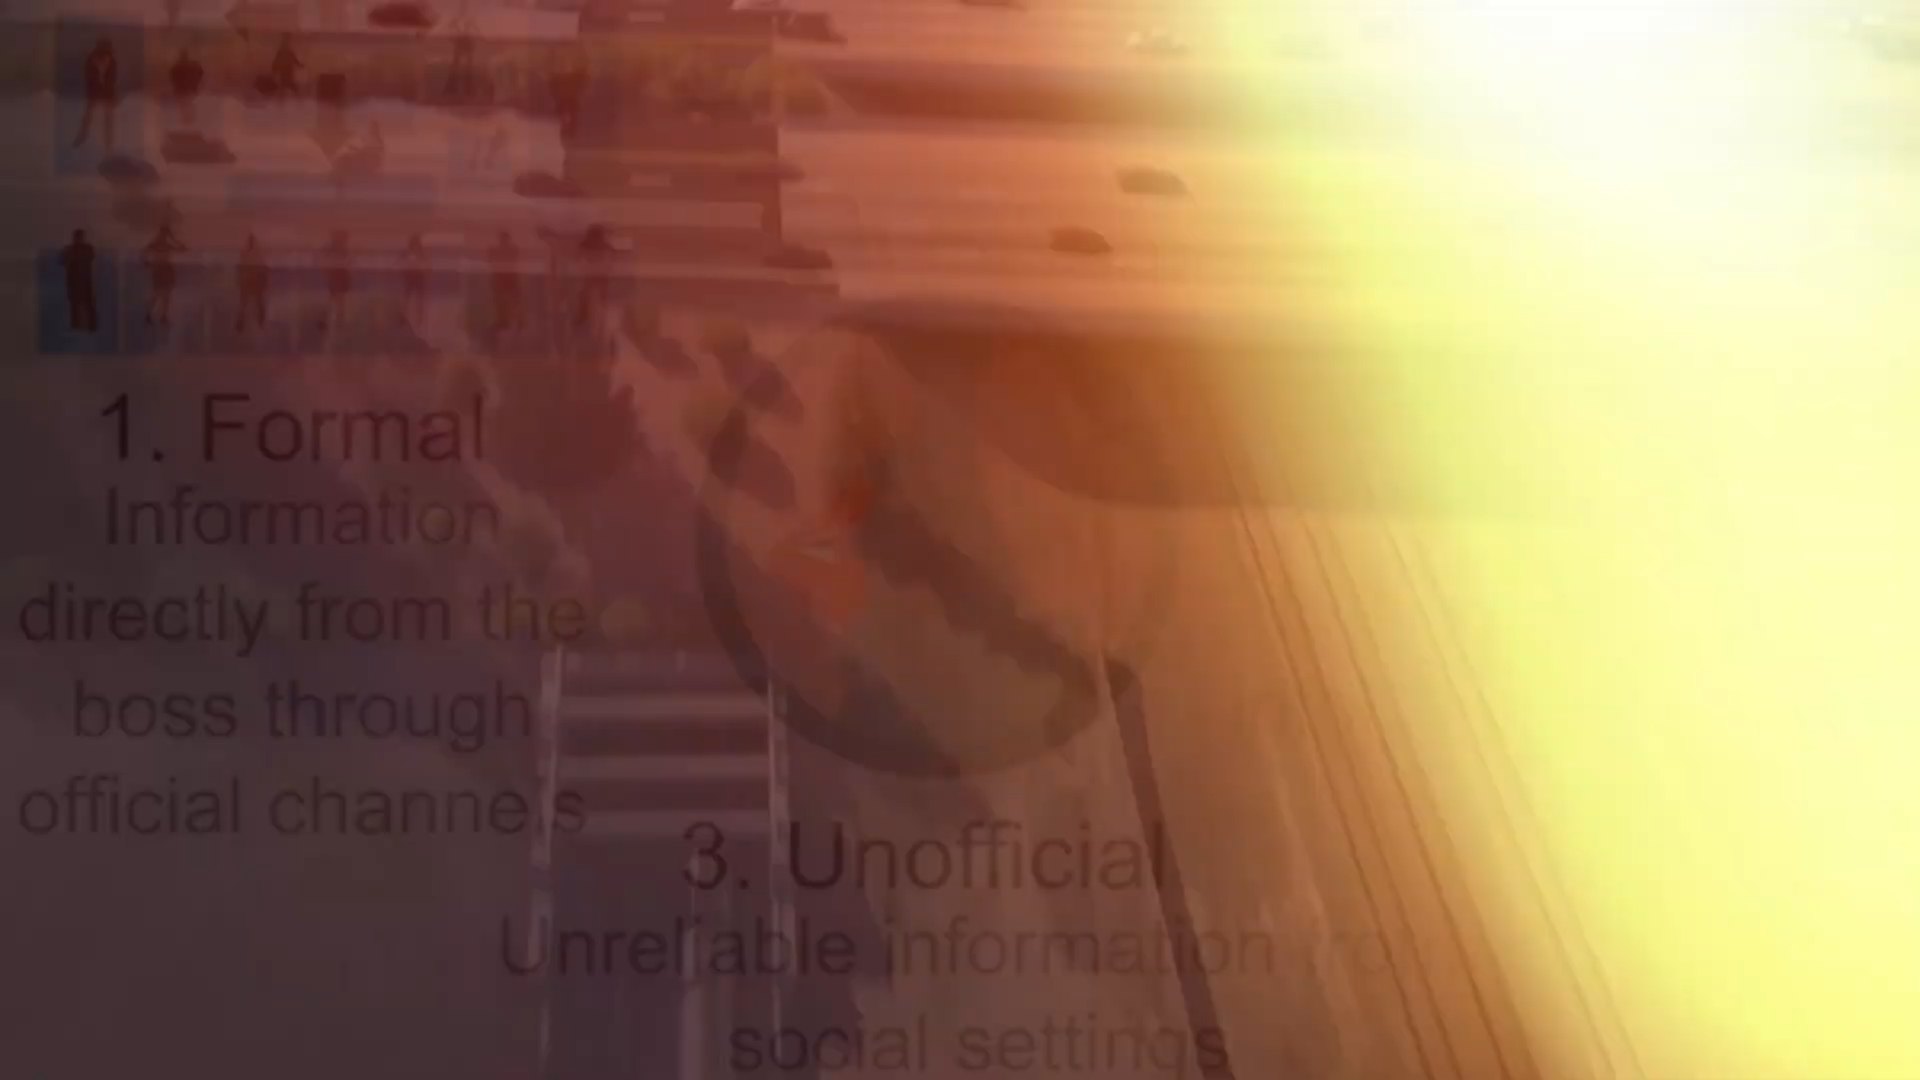 1. Formal
Information
directly from the
boss through
official channels
3. Unofficial
Unreliable information
social settings